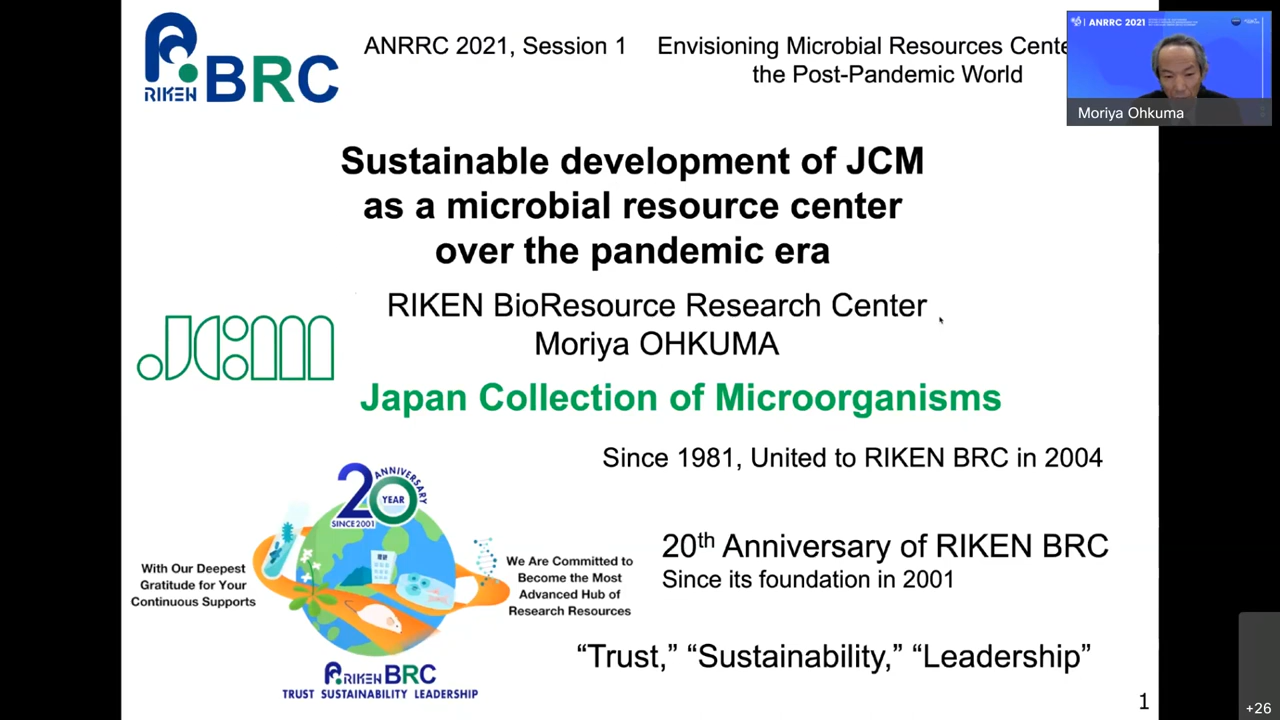 RIKEN BRC
ANRRC 2021, Session 1
Envisioning Microbial Resources Cente
the Post-Pandemic World
ANRRC 2021
Moriya Ohkuma
Sustainable development of JCM
as a microbial resource center
over the pandemic era
RIKEN BioResource Research Center
Moriya OHKUMA
JCM
Japan Collection of Microorganisms
Since 1981, United to RIKEN BRC in 2004
20 ANNIVERSARY
YEAR
SINCE2001
With Our Deepest
Gratitude for Your
Continuous Supports
We Are Committed to
Become the Most
Advanced Hub of
Research Resources
RIKEN BRC
TRUST SUSTAINABILITY LEADERSHIP
20th Anniversary of RIKEN BRC
Since its foundation in 2001
“Trust,” “Sustainability,” “Leadership”
1
+26